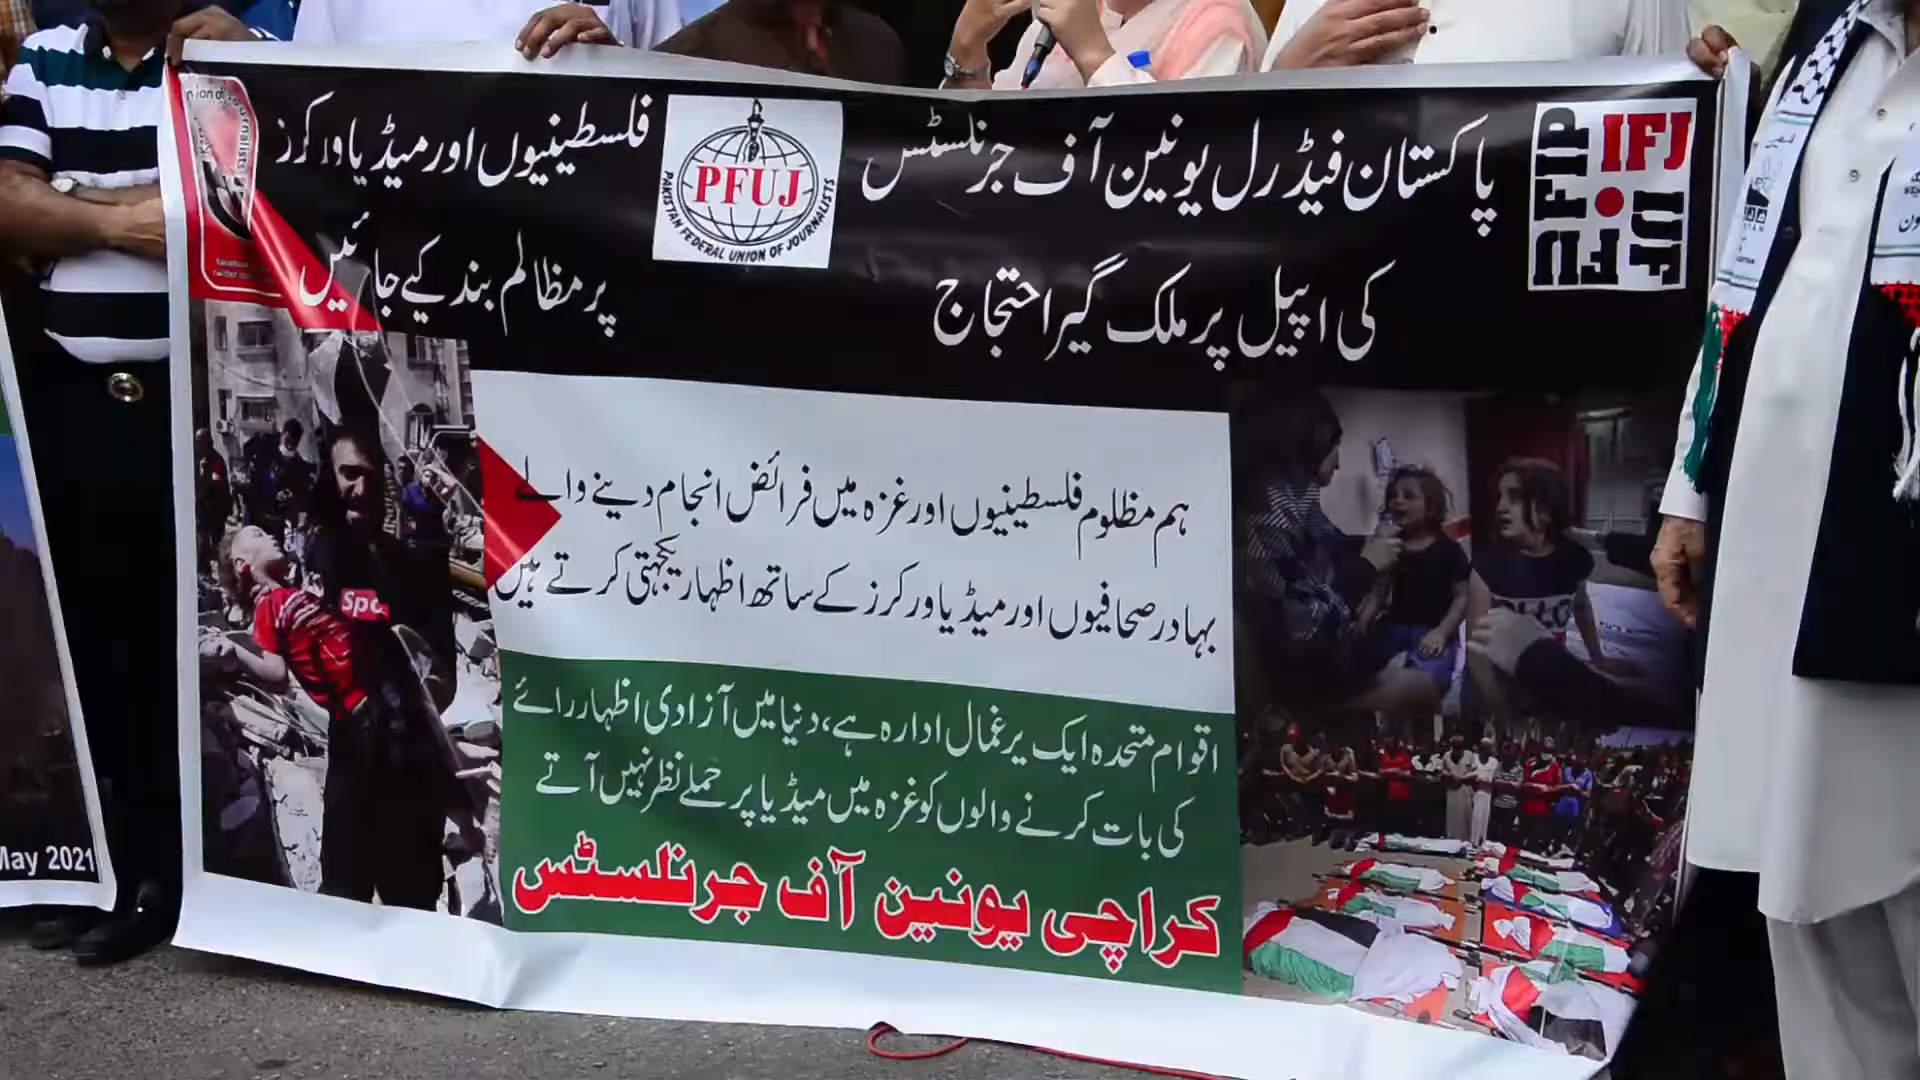 پاکستان فیڈرل یونین آف جرنلسٹس
کی اپیل پر ملک گیر احتجاج
IFJ
FIP
PFUJ
PAKISTAN FEDERAL UNION OF JOURNALISTS
فلسطینیوں اور میڈیا ورکرز
پر مظالم بند کیے جائیں
ہم مظلوم فلسطینیوں اور غزہ میں فرائض انجام دینے والے
بہادر صحافیوں اور میڈیا ورکرز کے ساتھ اظہار یکجہتی کرتے ہیں
اقوام متحدہ ایک یرغمال ادارہ ہے، دنیا میں آزادی اظہار رائے
کی بات کرنے والوں کو غزہ میں میڈیا پر حملے نظر نہیں آتے
کراچی یونین آف جرنلسٹس
May 2021